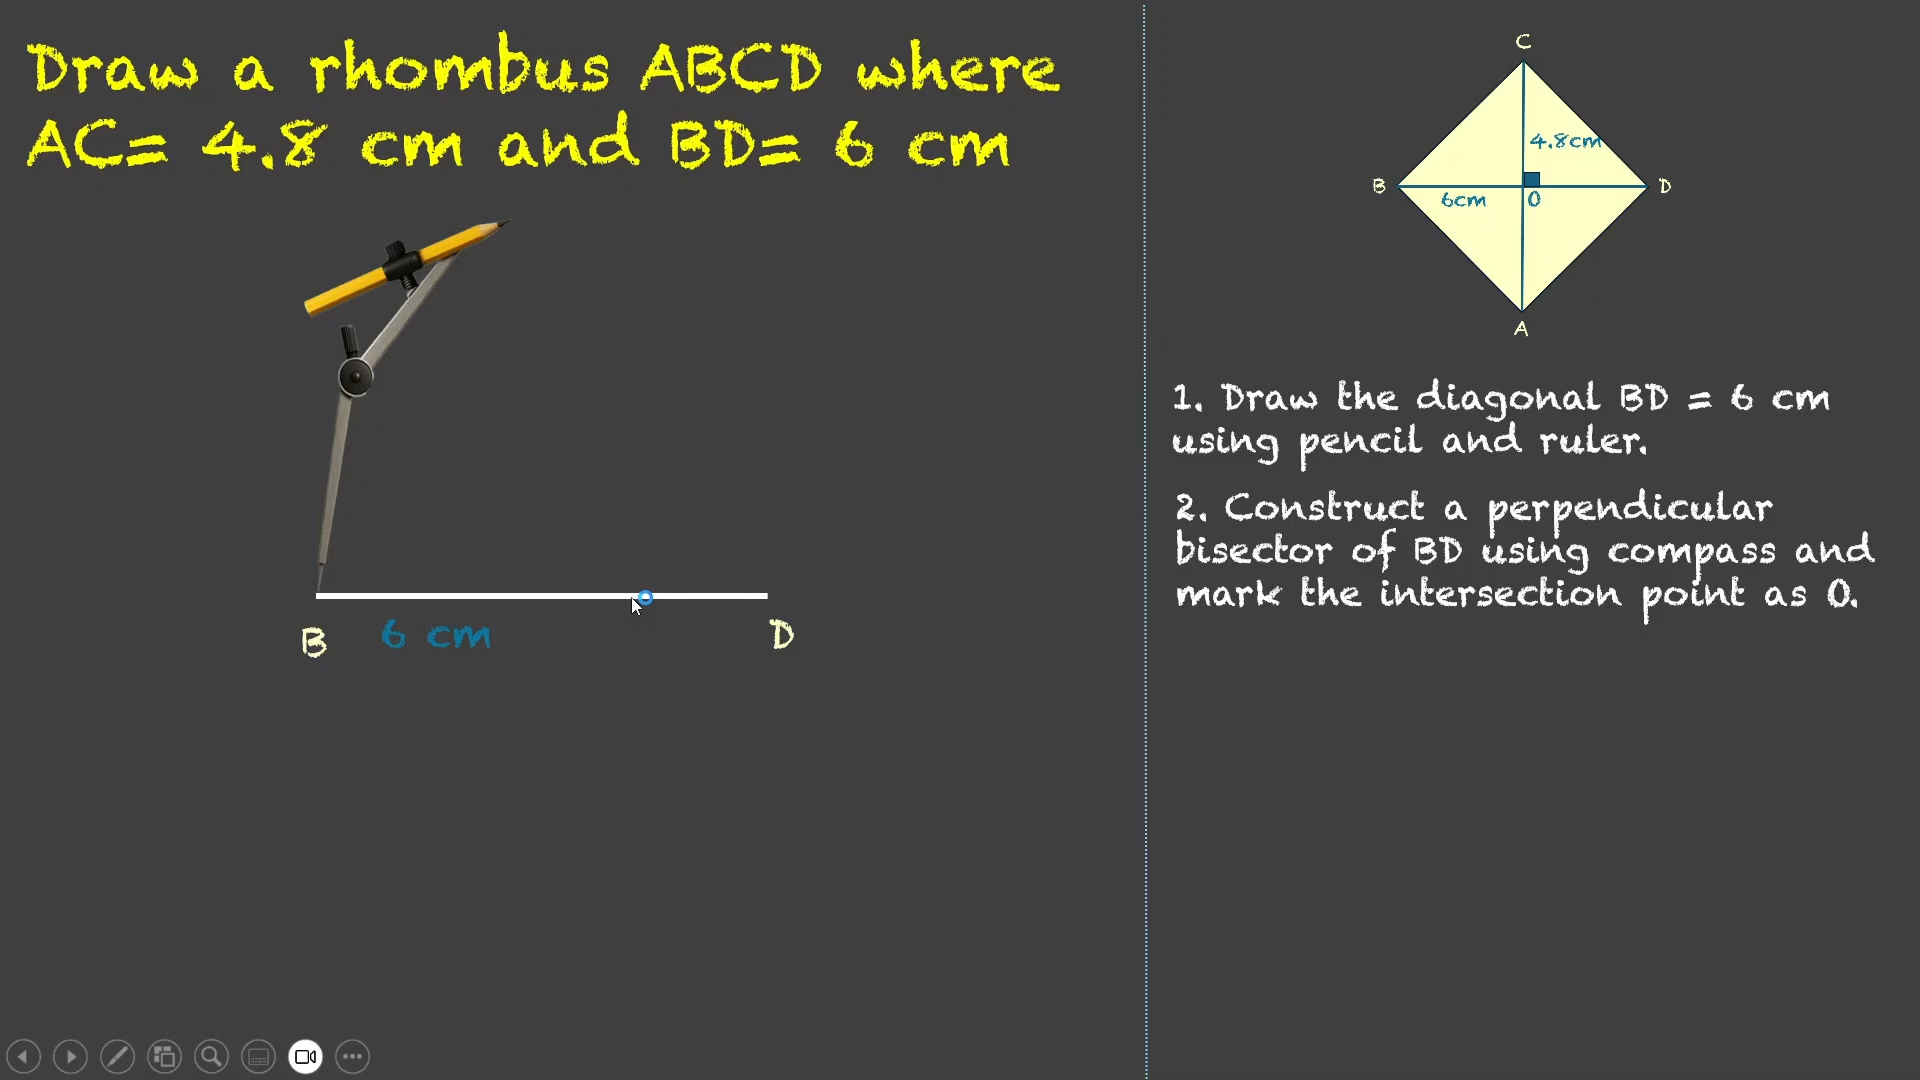 Draw a rhombus ABCD where
AC= 4.8 cm and BD= 6 cm
B
6 cm
D
C
4.8cm
B
6cm
O
D
A
1. Draw the diagonal BD = 6 cm
using pencil and ruler.
2. Construct a perpendicular
bisector of BD using compass and
mark the intersection point as O.